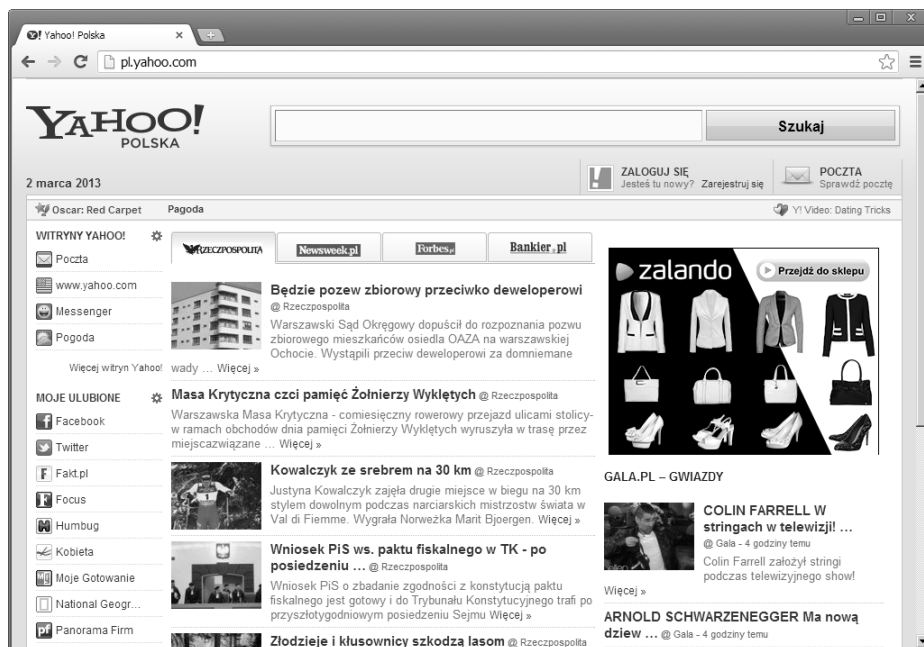 Yahoo! Polska
pl.yahoo.com
YAHOO!
POLSKA
Szukaj
2 marca 2013
ZALOGUJ SIĘ
Jesteś tu nowy? Zarejestruj się
POCZTA
Sprawdź pocztę
Oscar: Red Carpet
Pagoda
Y! Video: Dating Tricks
WITRYNY YAHOO!
Poczta
www.yahoo.com
Messenger
Pogoda
Więcej witryn Yahoo!
MOJE ULUBIONE
Facebook
Twitter
Fakt.pl
Focus
Humbug
Kobieta
Moje Gotowanie
National Geogr...
Panorama Firm
RZECZPOSPOLITA
Newsweek.pl
Forbes.pl
Bankier.pl
Będzie pozew zbiorowy przeciwko deweloperowi
@ Rzeczpospolita
Warszawski Sąd Okręgowy dopuścił do rozpoznania pozwu
zbiorowego mieszkańców osiedla OAZA na warszawskiej
Ochocie. Wystąpili przeciw deweloperowi za domniemane
wady ... Więcej »
Masa Krytyczna czci pamięć Żołnierzy Wyklętych @ Rzeczpospolita
Warszawska Masa Krytyczna - comiesięczny rowerowy przejazd ulicami stolicy-
w ramach obchodów dnia pamięci Żołnierzy Wyklętych wyruszyła w trasę przez
miejscazwiązane ... Więcej »
Kowalczyk ze srebrem na 30 km @ Rzeczpospolita
Justyna Kowalczyk zajęła drugie miejsce w biegu na 30 km
stylem dowolnym podczas narciarskich mistrzostw świata w
Val di Fiemme. Wygrała Norweżka Marit Bjoergen. Więcej »
Wniosek PiS ws. paktu fiskalnego w TK - po
posiedzeniu ... @ Rzeczpospolita
Wniosek PiS o zbadanie zgodności z konstytucją paktu
fiskalnego jest gotowy i do Trybunału Konstytucyjnego trafi po
przyszłotygodniowym posiedzeniu Sejmu Więcej »
Złodzieje i kłusownicy szkodzą lasom @ Rzeczpospolita
zalando
Przejdź do sklepu
GALA.PL – GWIAZDY
COLIN FARRELL W
stringach w telewizji! ...
@ Gala - 4 godziny temu
Colin Farrell założył stringi
podczas telewizyjnego show!
Więcej »
ARNOLD SCHWARZENEGGER Ma nową
dziew ... @ Gala - 4 godziny temu